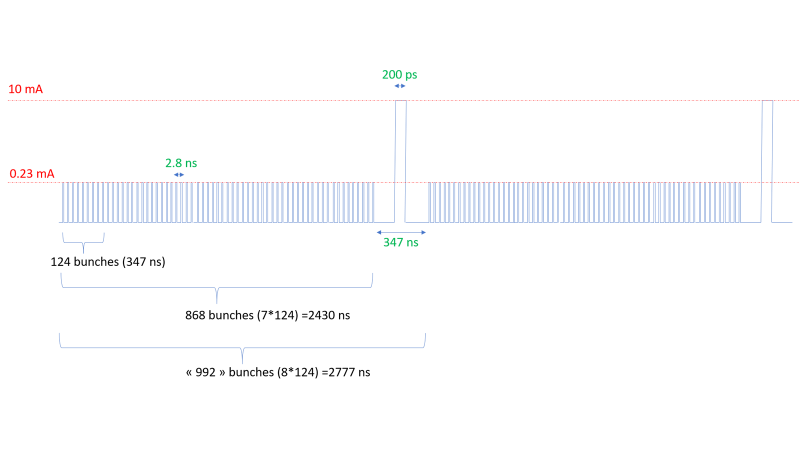 200 ps
10 mA
2.8 ns
0.23 mA
347 ns
124 bunches (347 ns)
868 bunches (7*124) =2430 ns
« 992 » bunches (8*124) =2777 ns